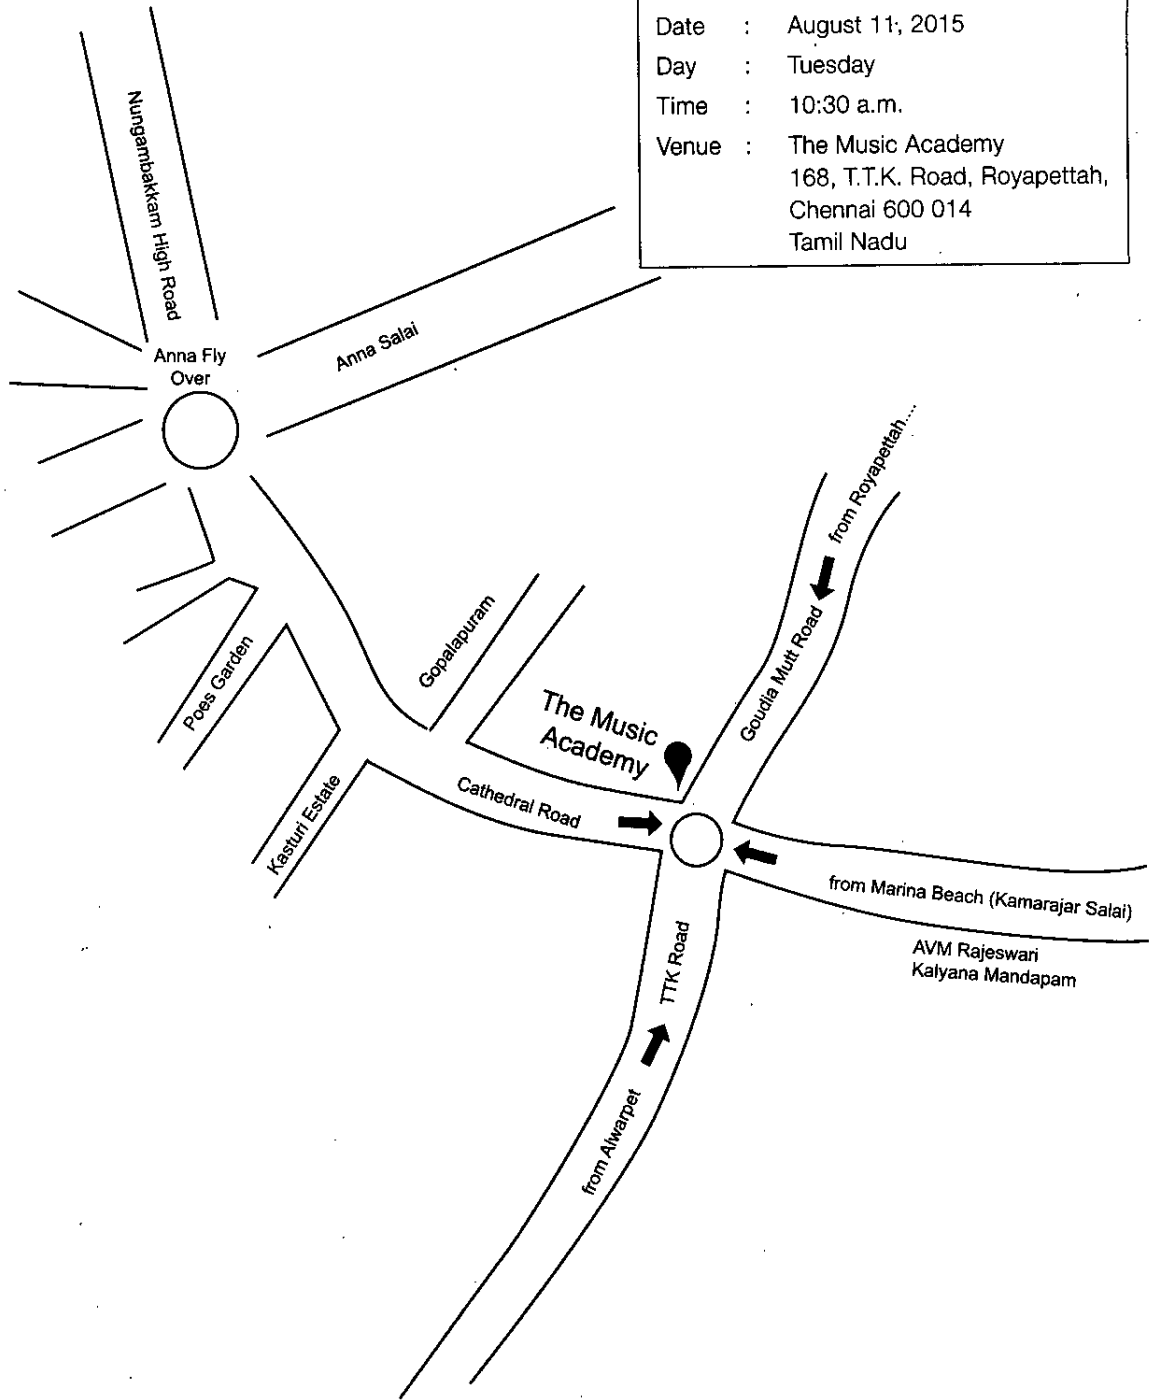 Date : August 11, 2015
Day : Tuesday
Time : 10:30 a.m.
Venue : The Music Academy
168, T.T.K. Road, Royapettah,
Chennai 600 014
Tamil Nadu
Nungambakkam High Road
Anna Fly
Over
Anna Salai
from Royapettah....
Goudia Mutt Road
Gopalapuram
Poes Garden
The Music
Academy
Cathedral Road
Kasturi Estate
from Marina Beach (Kamarajar Salai)
AVM Rajeswari
Kalyana Mandapam
TTK Road
from Alwarpet